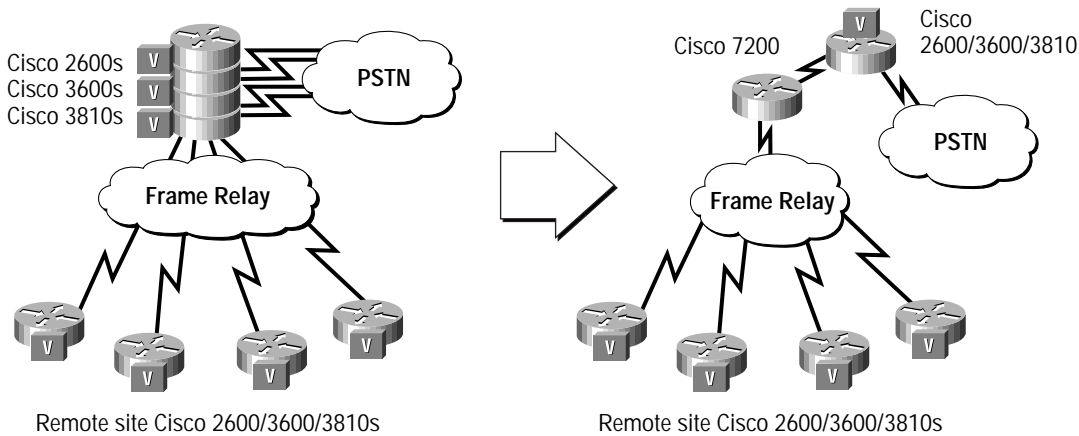 Cisco 2600s
Cisco 3600s
Cisco 3810s
V
V
V
PSTN
Frame Relay
V
V
V
V
Remote site Cisco 2600/3600/3810s
Cisco 7200
V
Cisco
2600/3600/3810
PSTN
Frame Relay
V
V
V
V
Remote site Cisco 2600/3600/3810s